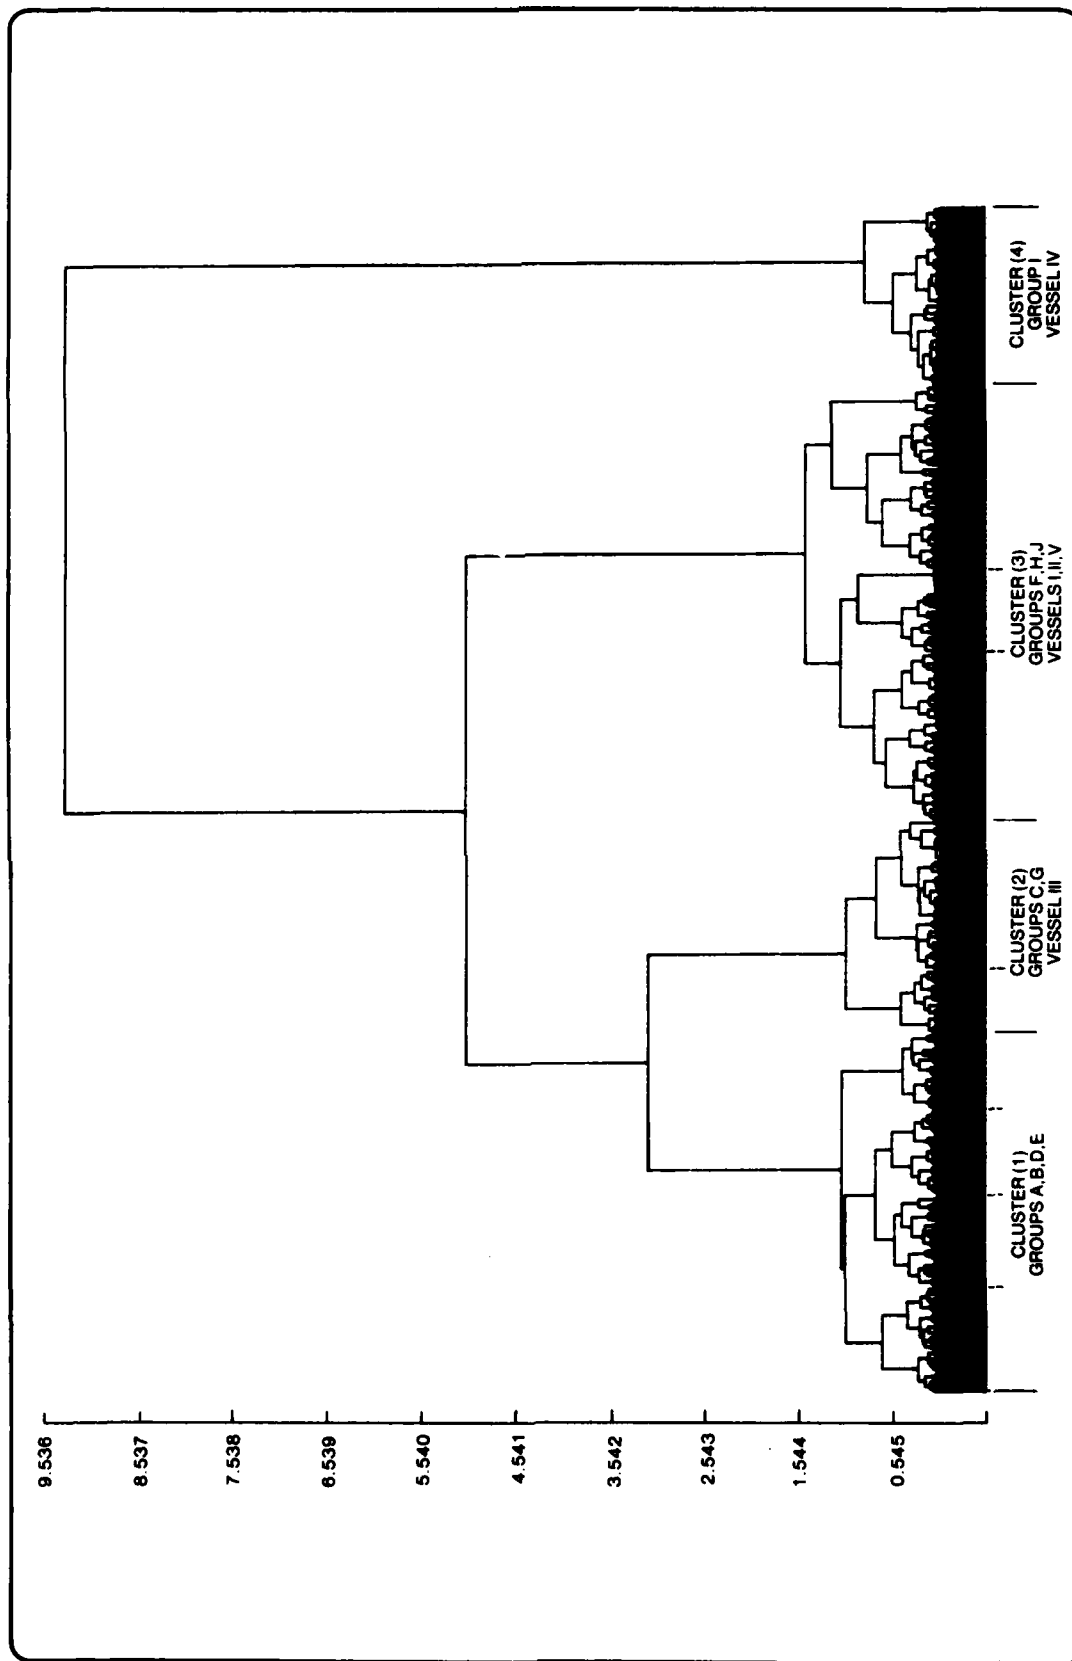 9.536
8.537
7.538
6.539
5.540
4.541
3.542
2.543
1.544
0.545
CLUSTER (1)
GROUPS A,B,D,E
CLUSTER (2)
GROUPS C,G
VESSEL III
CLUSTER (3)
GROUPS F,H,J
VESSELS I,II,V
CLUSTER (4)
GROUP I
VESSEL IV